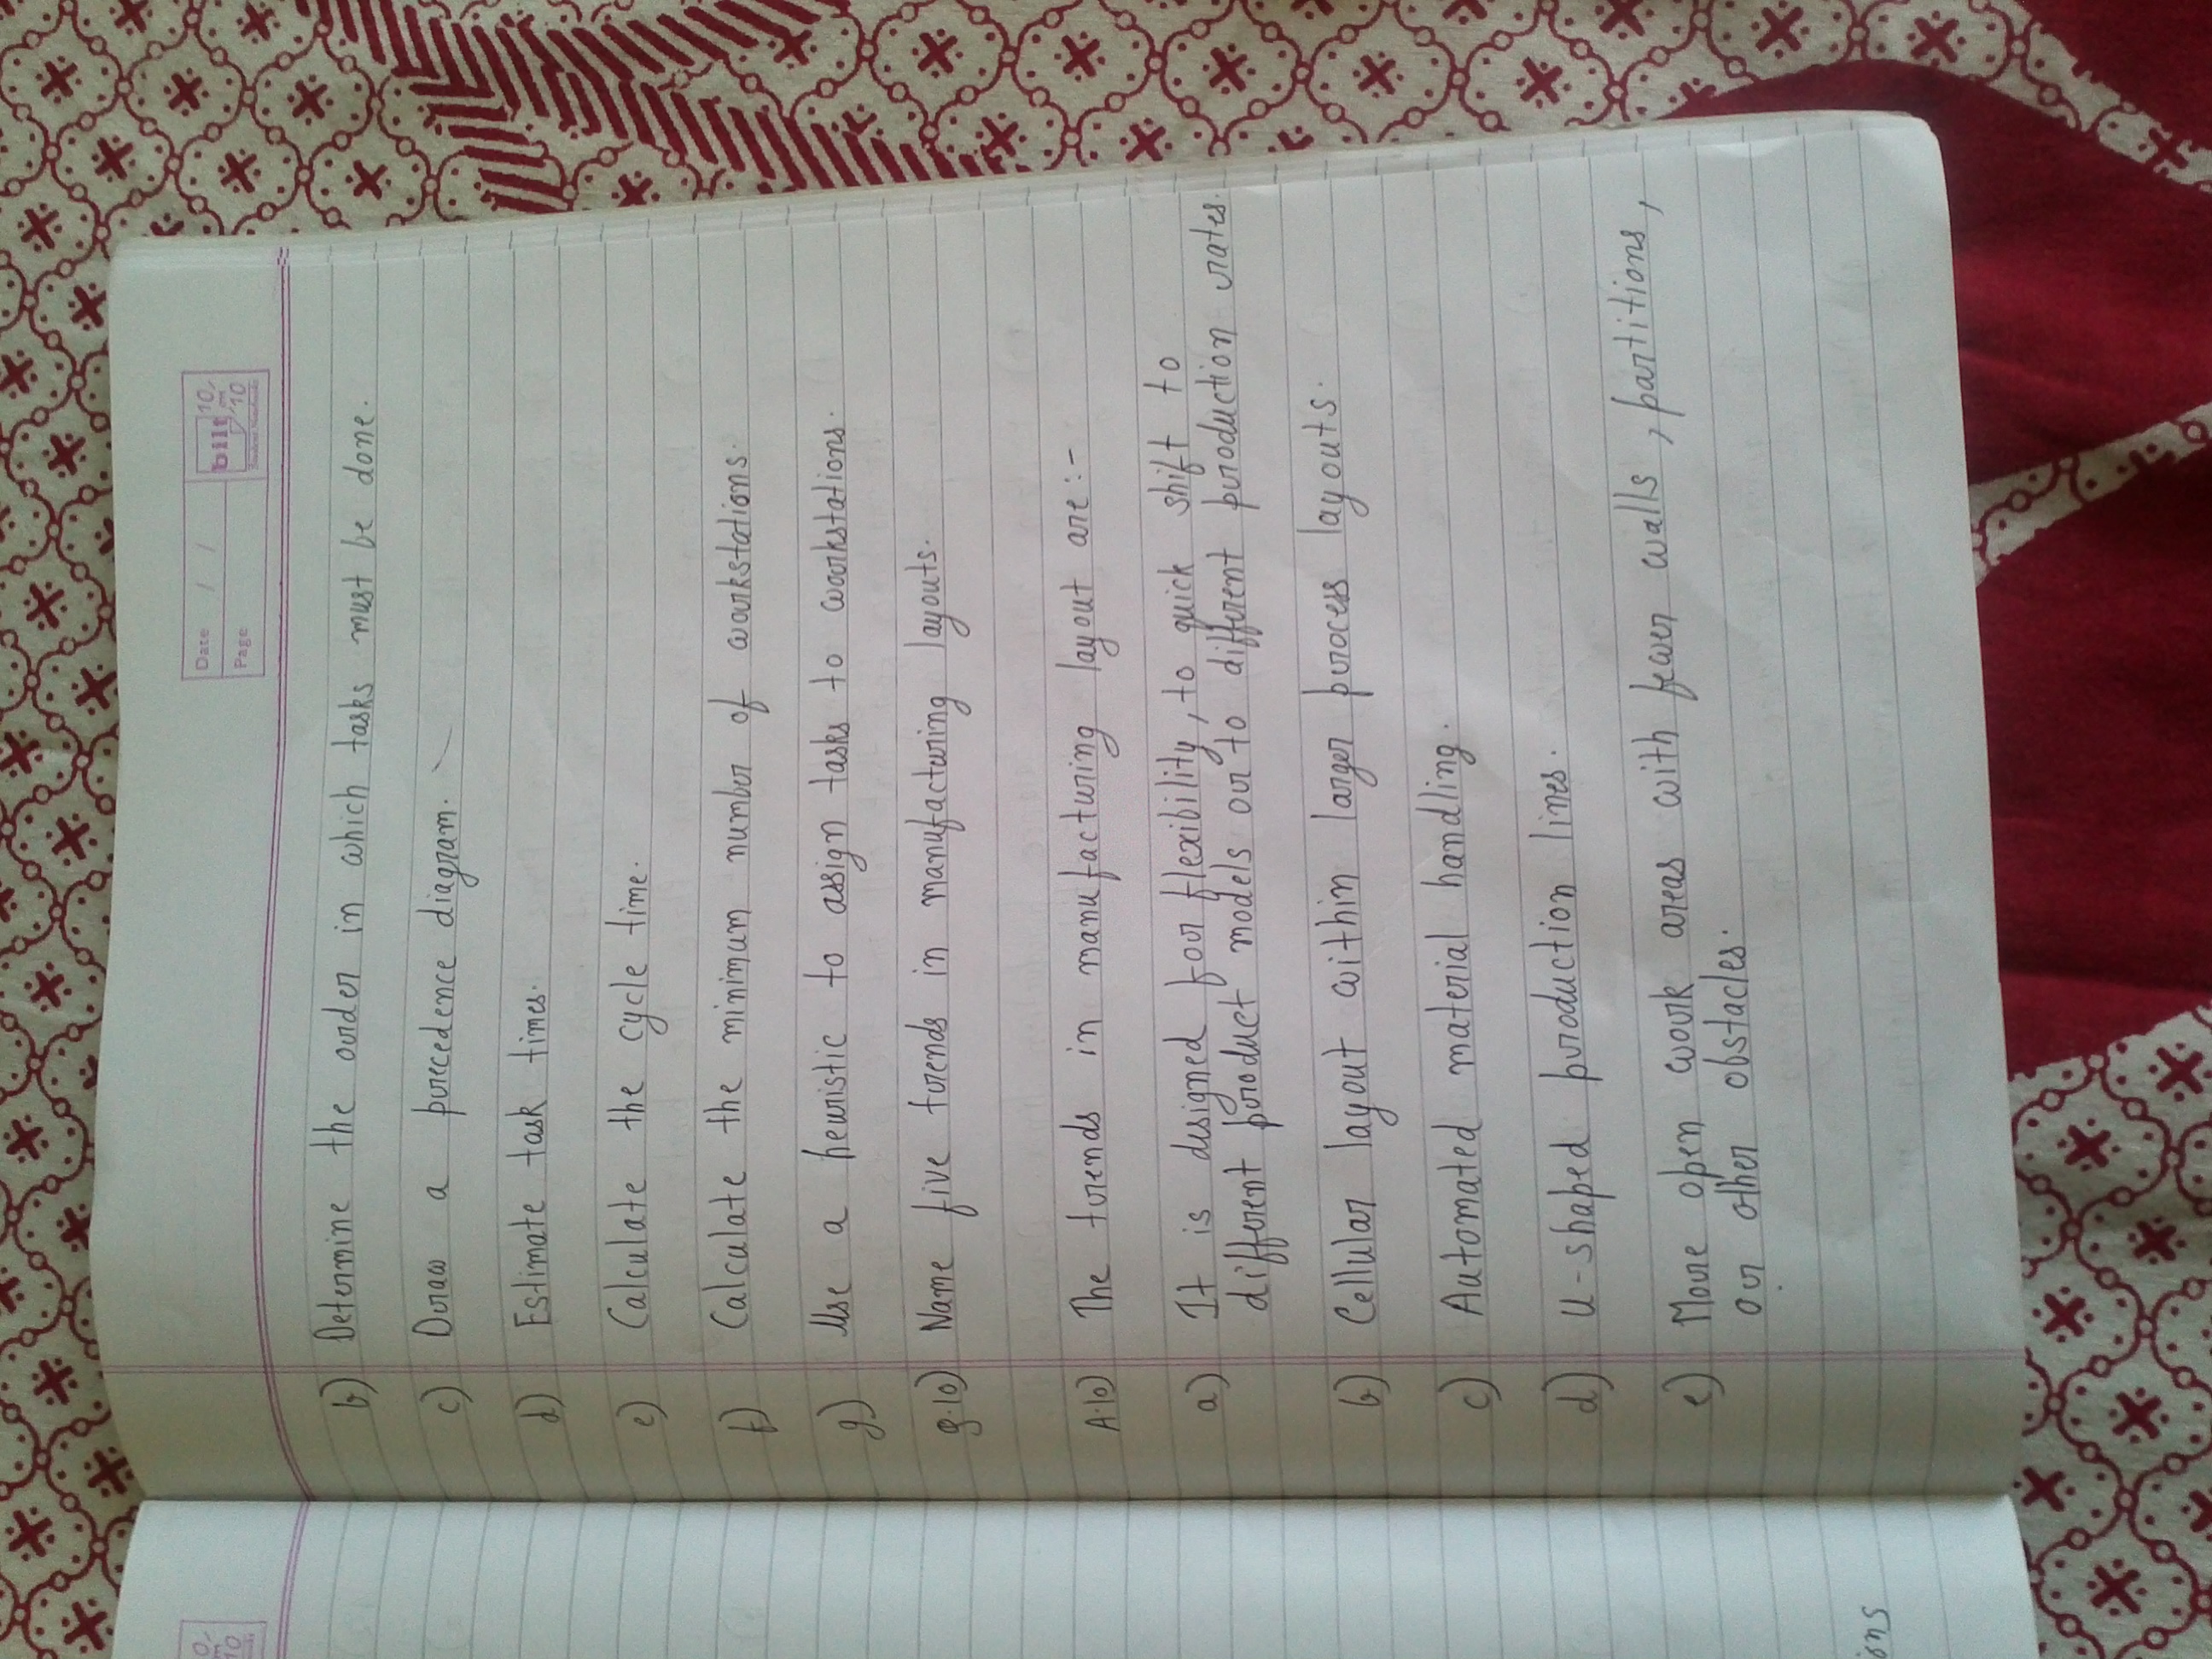 Date / /
Page
bilt 10 on 10
b) Determine the order in which tasks must be done.
c) Draw a precedence diagram.
d) Estimate task times.
e) Calculate the cycle time.
f) Calculate the minimum number of workstations.
g) Use a heuristic to assign tasks to workstations.
Q.10) Name five trends in manufacturing layouts.
A.10) The trends in manufacturing layout are:-
a) It is designed for flexibility, to quick shift to
different product models or to different production rates.
b) Cellular layout within larger process layouts.
c) Automated material handling.
d) U-shaped production lines.
e) More open work areas with fewer walls, partitions,
or other obstacles.